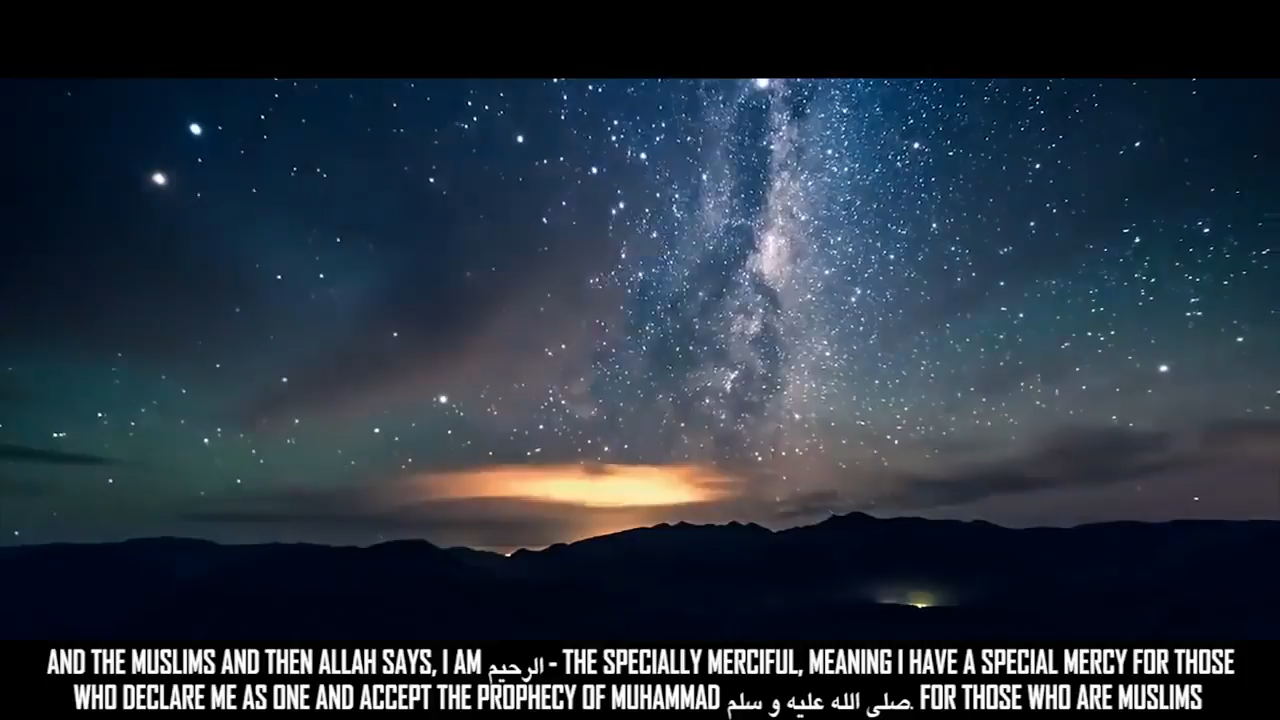 AND THE MUSLIMS AND THEN ALLAH SAYS, I AM الرحيم - THE SPECIALLY MERCIFUL, MEANING I HAVE A SPECIAL MERCY FOR THOSE
WHO DECLARE ME AS ONE AND ACCEPT THE PROPHECY OF MUHAMMAD صلى الله عليه و سلم. FOR THOSE WHO ARE MUSLIMS